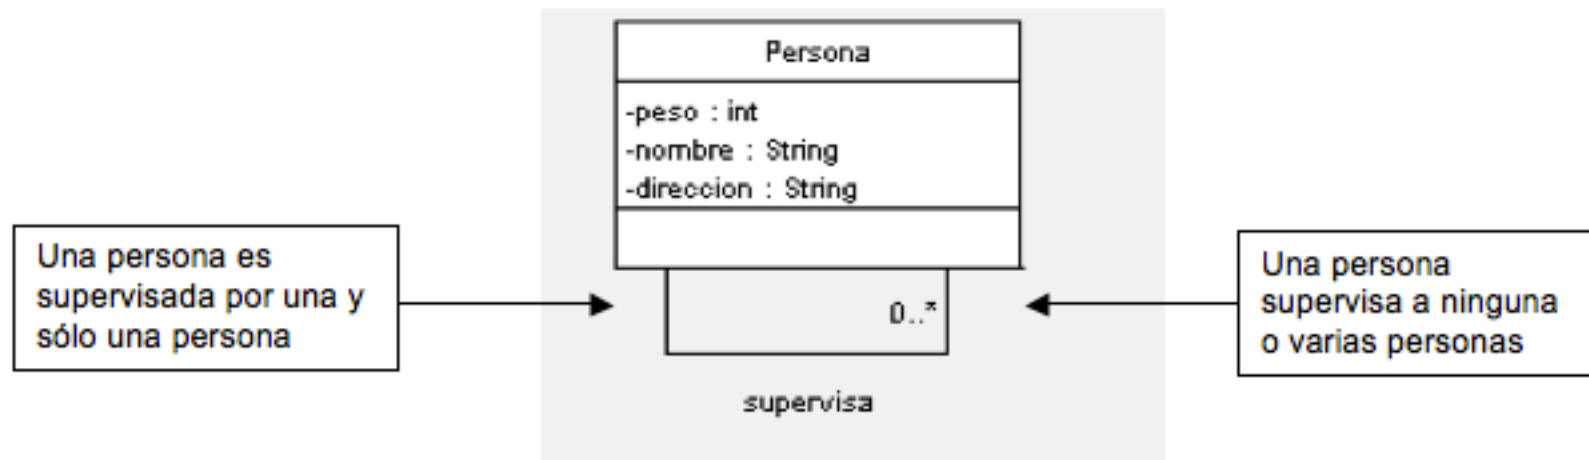 Persona
-peso : int
-nombre : String
-direccion : String
Una persona es
supervisada por una y
sólo una persona
0..*
Una persona
supervisa a ninguna
o varias personas
supervisa